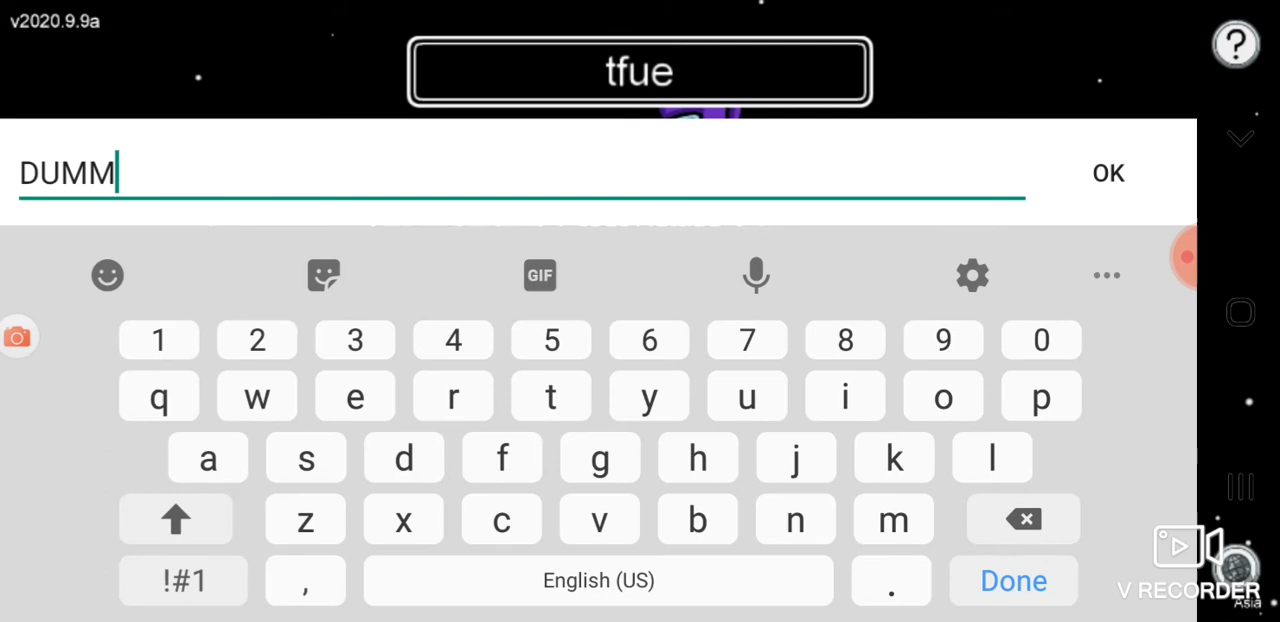 v2020.9.9a
?
tfue
DUMM
OK
GIF
1 2 3 4 5 6 7 8 9 0
q w e r t y u i o p
a s d f g h j k l
z x c v b n m
!#1 , English (US) . Done
V RECORDER
Asia